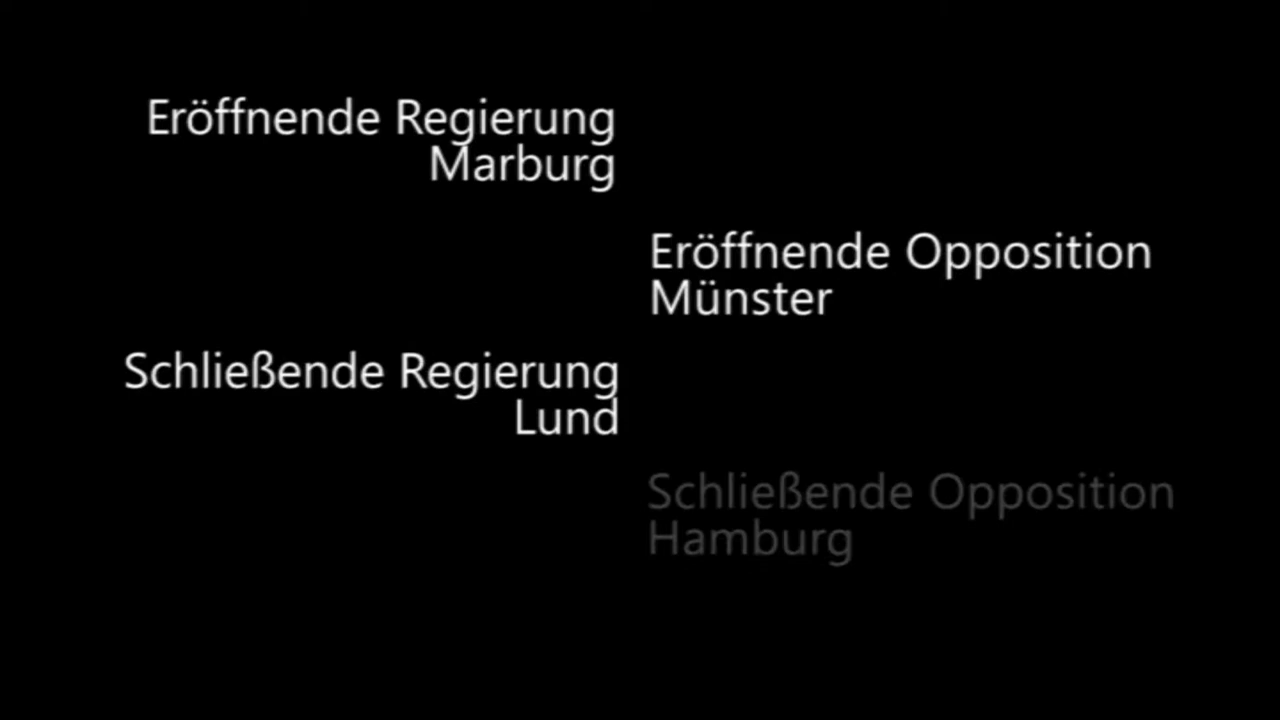 Eröffnende Regierung
Marburg
Eröffnende Opposition
Münster
Schließende Regierung
Lund
Schließende Opposition
Hamburg